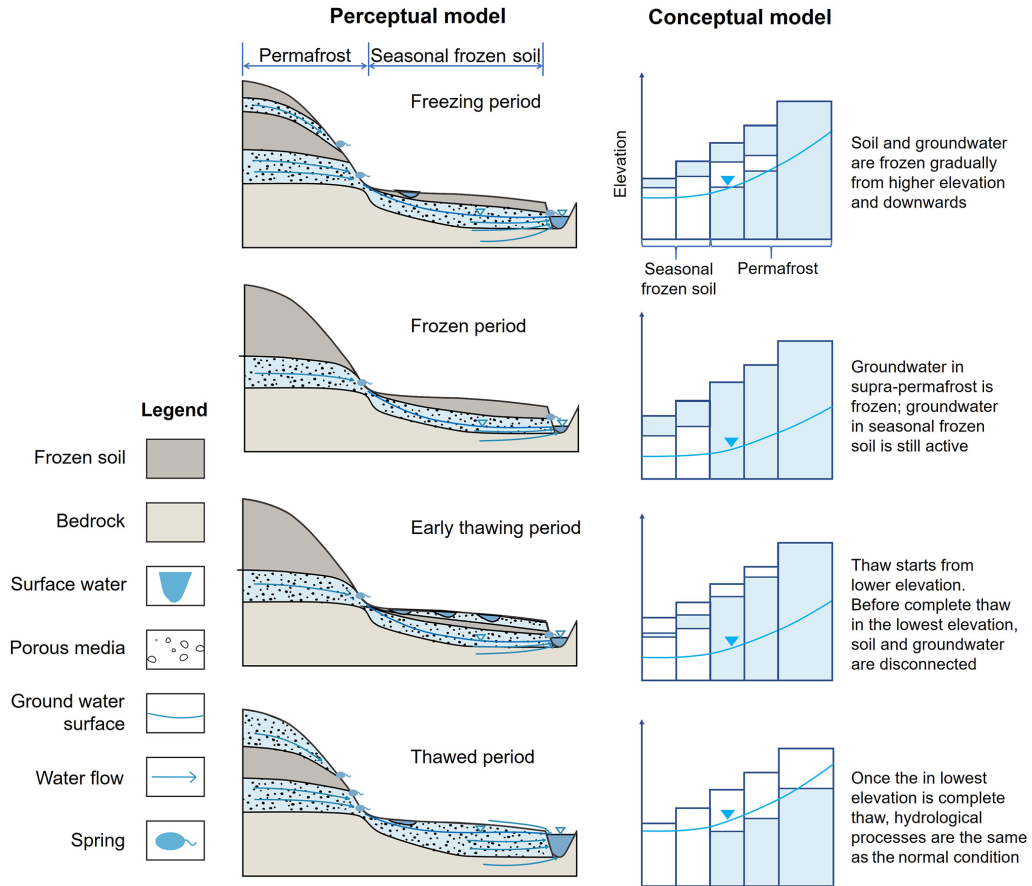 Perceptual model
Conceptual model
Permafrost
Seasonal frozen soil
Freezing period
Elevation
Soil and groundwater
are frozen gradually
from higher elevation
and downwards
Seasonal
frozen soil
Permafrost
Frozen period
Groundwater in
supra-permafrost is
frozen; groundwater
in seasonal frozen
soil is still active
Legend
Frozen soil
Bedrock
Surface water
Porous media
Ground water
surface
Water flow
Spring
Early thawing period
Thaw starts from
lower elevation.
Before complete thaw
in the lowest elevation,
soil and groundwater
are disconnected
Thawed period
Once the in lowest
elevation is complete
thaw, hydrological
processes are the same
as the normal condition